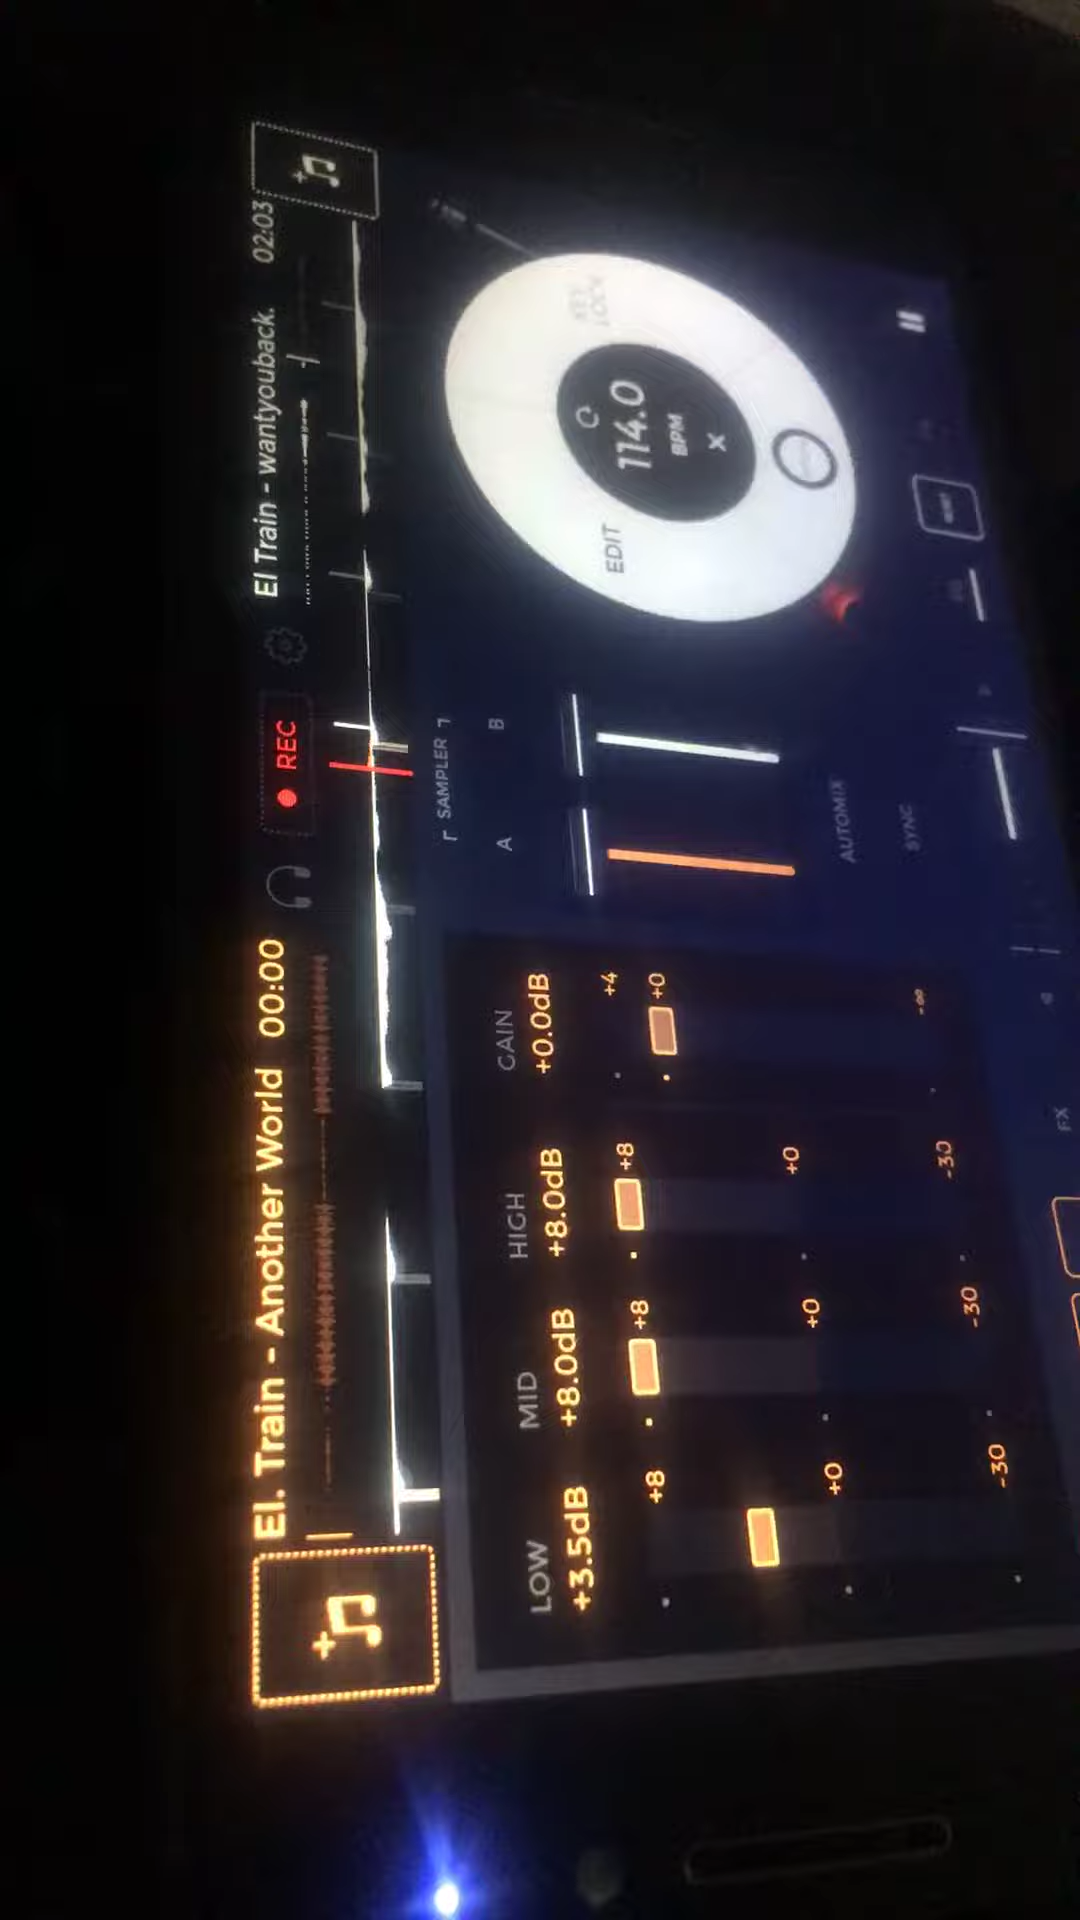 El. Train - Another World 00:00
REC
El Train - wantyouback. 02:03
SAMPLER
A B
LOW MID HIGH GAIN
+3.5dB +8.0dB +8.0dB +0.0dB
+8 +8 +8 +4
+0
+0 +0 +0
-30 -30 -30 -∞
EDIT
KEY
LOCK
114.0
BPM
X
AUTOMIX
SYNC
FX